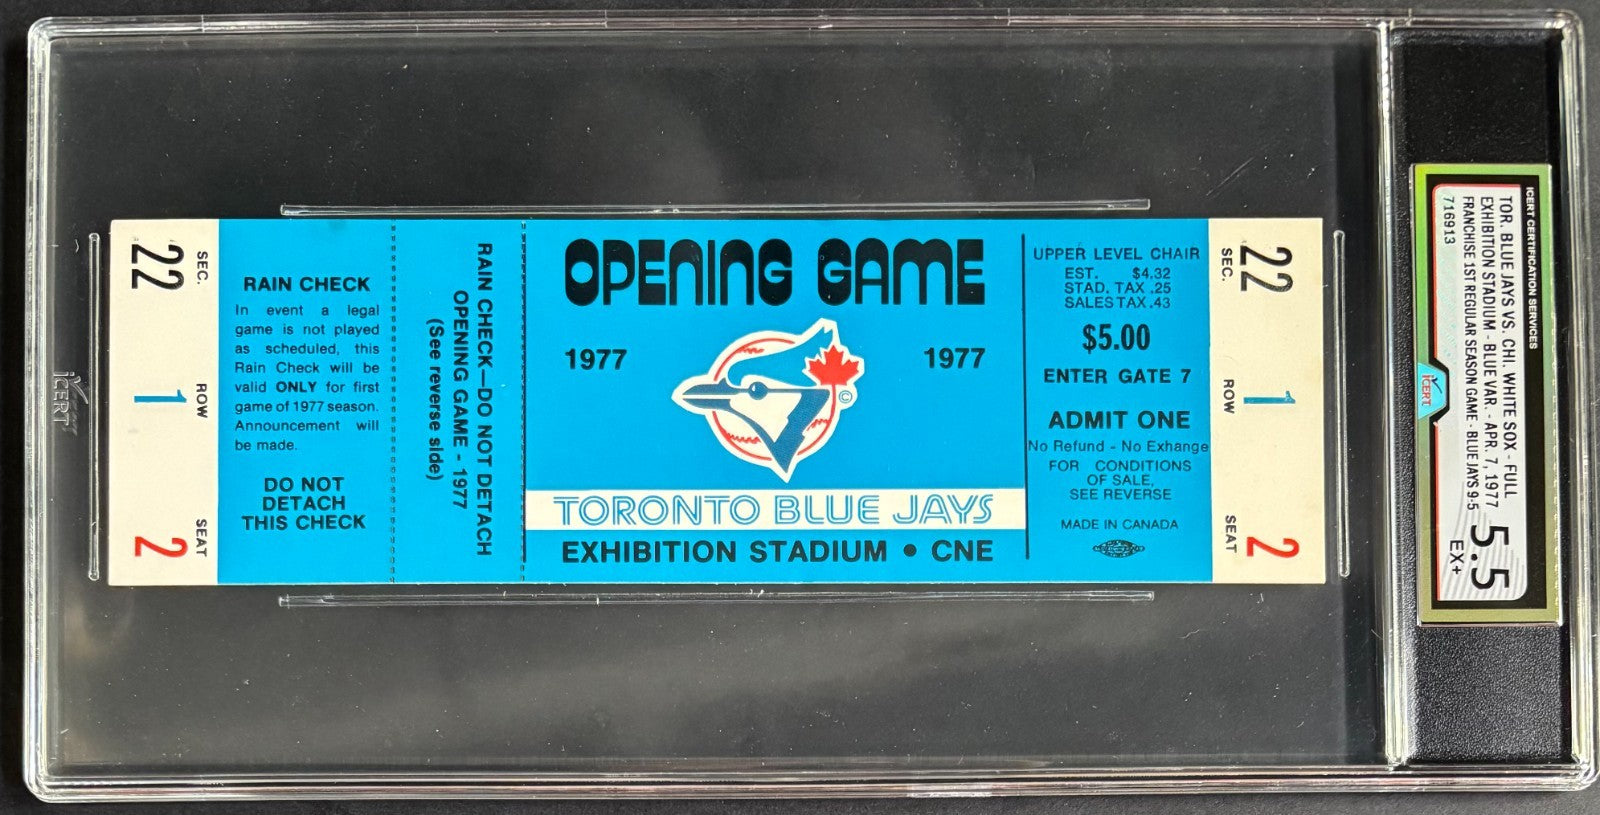 22
SEC.
1
ROW
2
SEAT
RAIN CHECK
In event a legal
game is not played
as scheduled, this
Rain Check will be
valid ONLY for first
game of 1977 season.
Announcement will
be made.
DO NOT
DETACH
THIS CHECK
RAIN CHECK—DO NOT DETACH
OPENING GAME - 1977
(See reverse side)
OPENING GAME
1977
1977
©
TORONTO BLUE JAYS
EXHIBITION STADIUM • CNE
UPPER LEVEL CHAIR
EST. $4.32
STAD. TAX .25
SALES TAX .43
$5.00
ENTER GATE 7
ADMIT ONE
No Refund - No Exhange
FOR CONDITIONS
OF SALE,
SEE REVERSE
MADE IN CANADA
22
SEC.
1
ROW
2
SEAT
ICERT CERTIFICATION SERVICES
TOR. BLUE JAYS VS. CHI. WHITE SOX - FULL
EXHIBITION STADIUM - BLUE VAR. - APR. 7, 1977
FRANCHISE 1ST REGULAR SEASON GAME - BLUE JAYS 9-5
716913
5.5
EX+
iCERT
iCERT